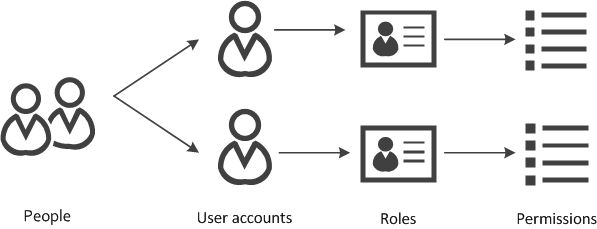 People
User accounts
Roles
Permissions